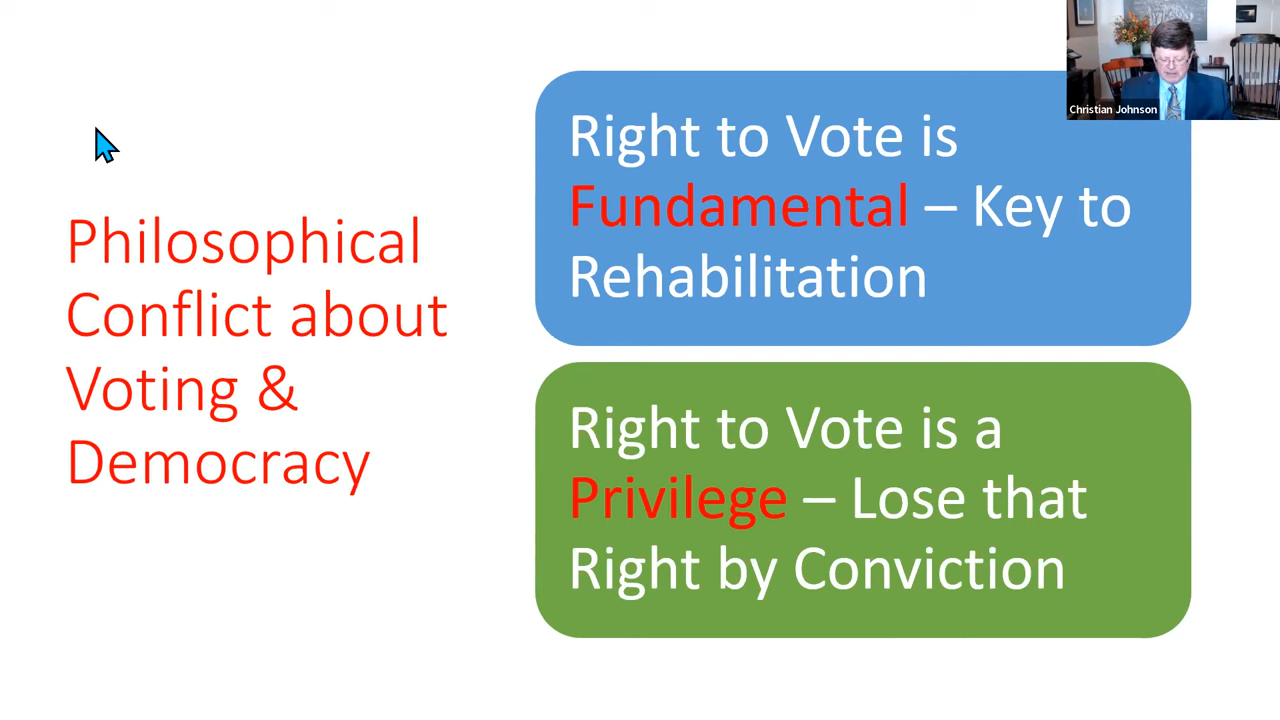 Philosophical
Conflict about
Voting &
Democracy
Right to Vote is
Fundamental – Key to
Rehabilitation
Right to Vote is a
Privilege – Lose that
Right by Conviction
Christian Johnson